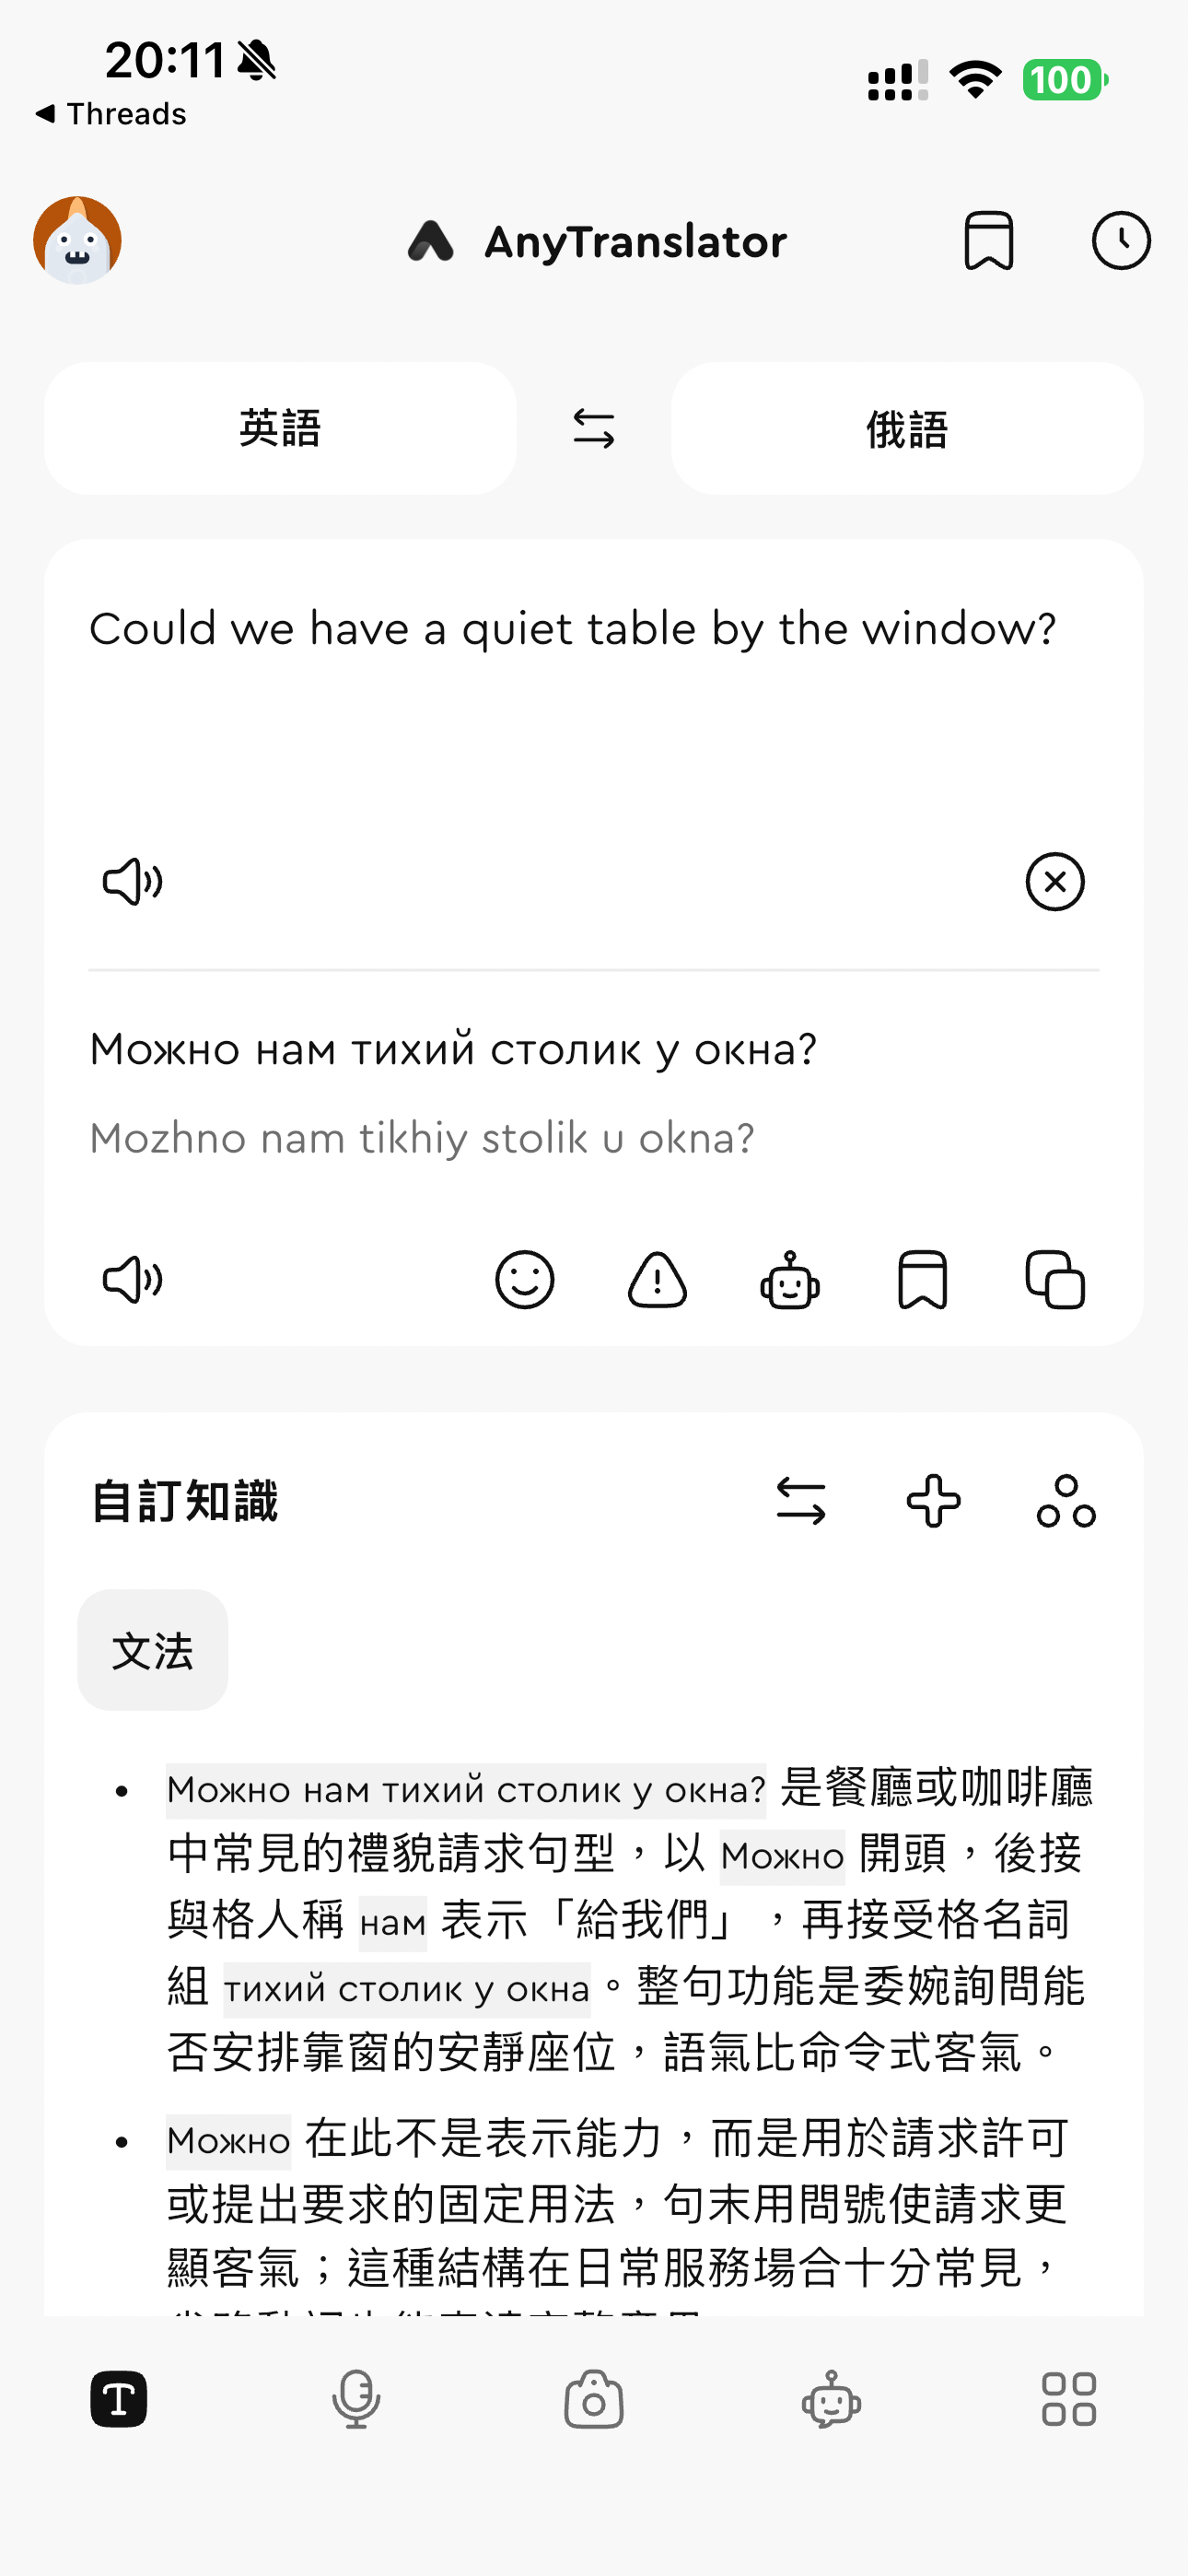 20:11
100
Threads
AnyTranslator
英語
俄語
Could we have a quiet table by the window?
Можно нам тихий столик у окна?
Mozhno nam tikhiy stolik u okna?
自訂知識
文法
• Можно нам тихий столик у окна? 是餐廳或咖啡廳
中常見的禮貌請求句型，以 Можно 開頭，後接
與格人稱 нам 表示「給我們」，再接受格名詞
組 тихий столик у окна。整句功能是委婉詢問能
否安排靠窗的安靜座位，語氣比命令式客氣。
• Можно 在此不是表示能力，而是用於請求許可
或提出要求的固定用法，句末用問號使請求更
顯客氣；這種結構在日常服務場合十分常見，